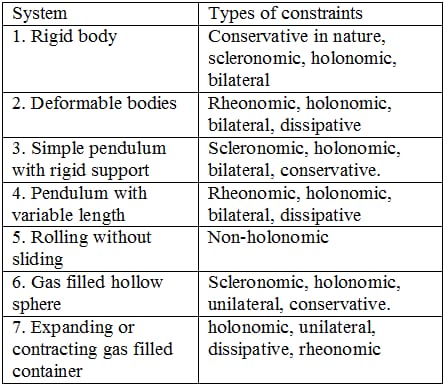 System Types of constraints
1. Rigid body Conservative in nature,
scleronomic, holonomic,
bilateral
2. Deformable bodies Rheonomic, holonomic,
bilateral, dissipative
3. Simple pendulum Scleronomic, holonomic,
with rigid support bilateral, conservative.
4. Pendulum with Rheonomic, holonomic,
variable length bilateral, dissipative
5. Rolling without Non-holonomic
sliding
6. Gas filled hollow Scleronomic, holonomic,
sphere unilateral, conservative.
7. Expanding or holonomic, unilateral,
contracting gas filled dissipative, rheonomic
container